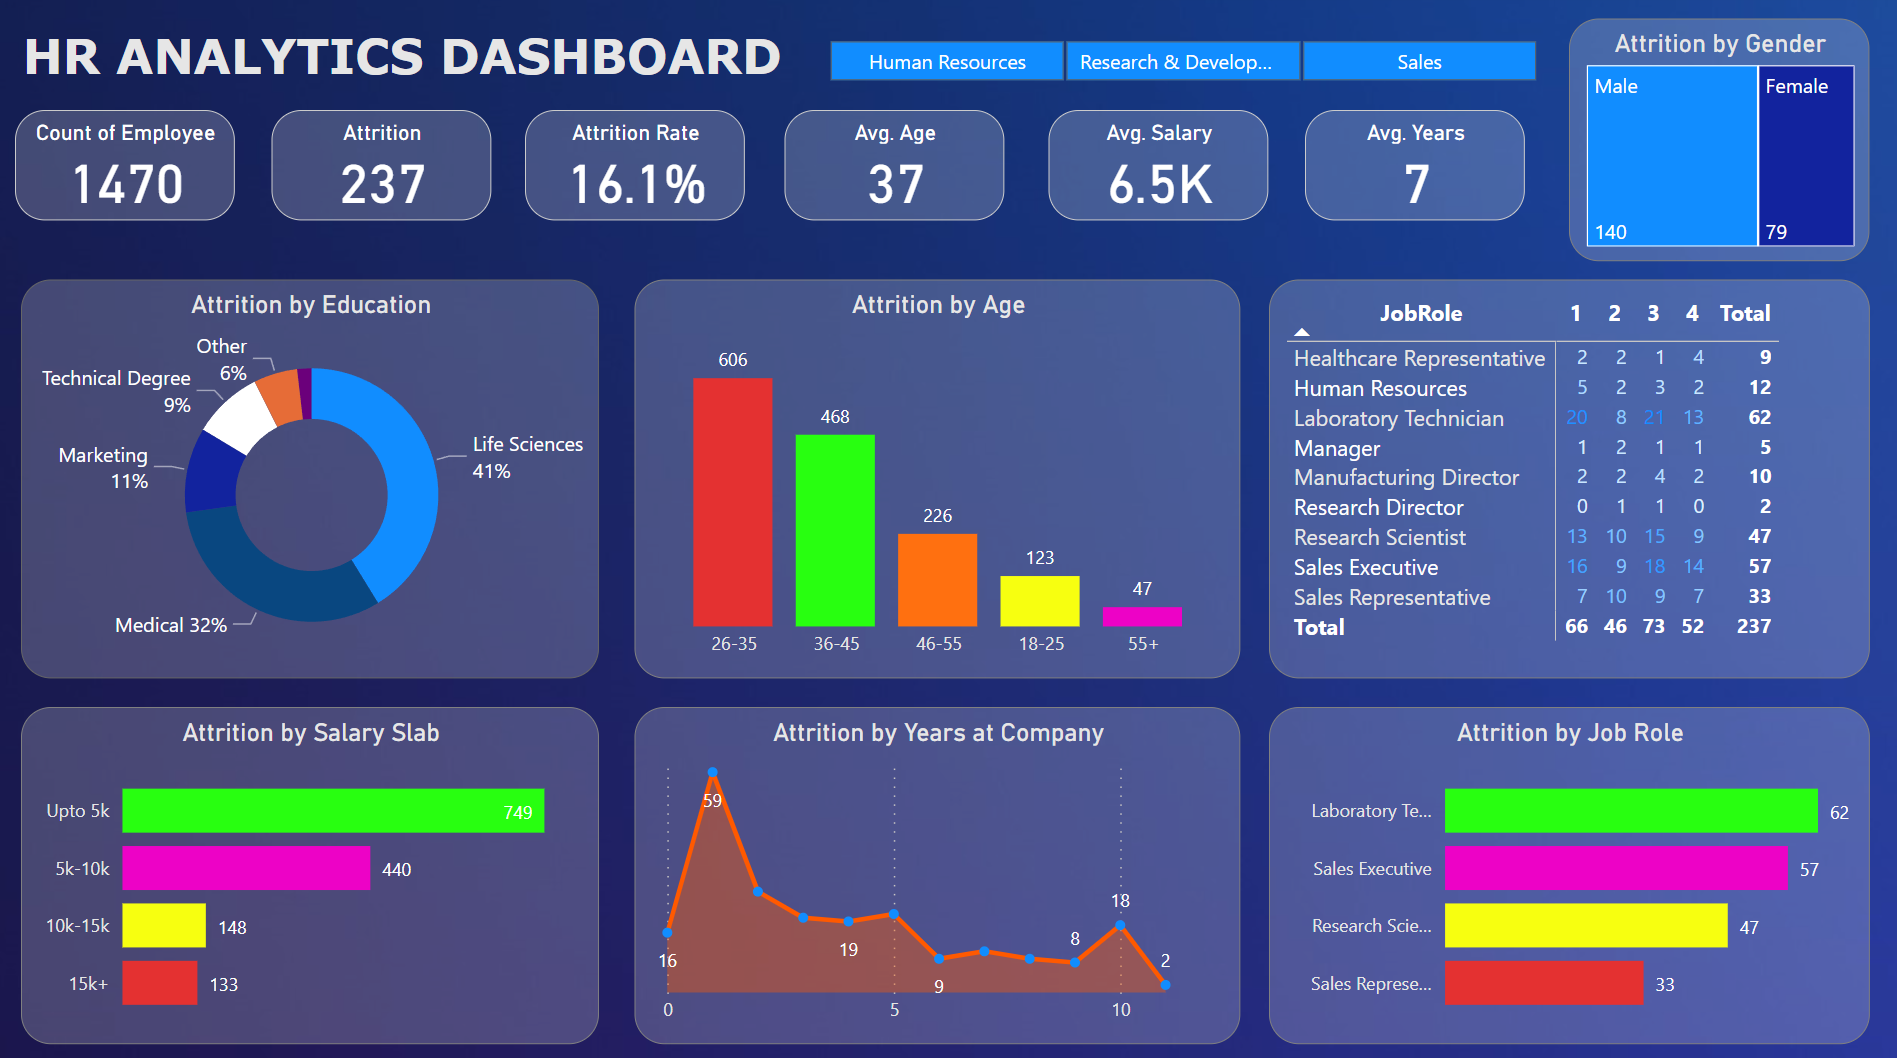 HR ANALYTICS DASHBOARD
Human Resources
Research & Develop...
Sales
Attrition by Gender
Male
Female
140
79
Count of Employee
1470
Attrition
237
Attrition Rate
16.1%
Avg. Age
37
Avg. Salary
6.5K
Avg. Years
7
Attrition by Education
Other
6%
Technical Degree
9%
Marketing
11%
Life Sciences
41%
Medical 32%
Attrition by Age
606
468
226
123
47
26-35 36-45 46-55 18-25 55+
JobRole 1 2 3 4 Total
Healthcare Representative 2 2 1 4 9
Human Resources 5 2 3 2 12
Laboratory Technician 20 8 21 13 62
Manager 1 2 1 1 5
Manufacturing Director 2 2 4 2 10
Research Director 0 1 1 0 2
Research Scientist 13 10 15 9 47
Sales Executive 16 9 18 14 57
Sales Representative 7 10 9 7 33
Total 66 46 73 52 237
Attrition by Salary Slab
Upto 5k 749
5k-10k 440
10k-15k 148
15k+ 133
Attrition by Years at Company
59
18
8
19
16
2
9
0 5 10
Attrition by Job Role
Laboratory Te... 62
Sales Executive 57
Research Scie... 47
Sales Represe... 33